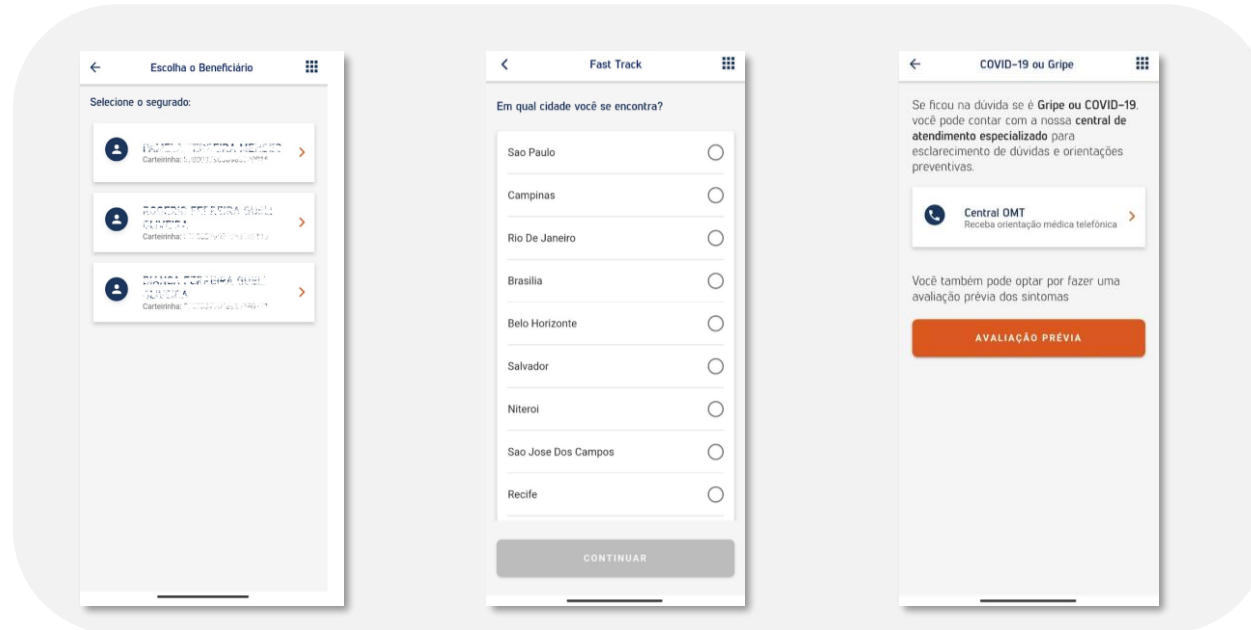 Escolha o Beneficiário
Selecione o segurado:
Carteirinha:
Carteirinha:
Carteirinha:
Fast Track
Em qual cidade você se encontra?
Sao Paulo
Campinas
Rio De Janeiro
Brasilia
Belo Horizonte
Salvador
Niteroi
Sao Jose Dos Campos
Recife
CONTINUAR
COVID-19 ou Gripe
Se ficou na dúvida se é Gripe ou COVID-19.
você pode contar com a nossa central de
atendimento especializado para
esclarecimento de dúvidas e orientações
preventivas.
Central OMT
Receba orientação médica telefônica
Você também pode optar por fazer uma
avaliação prévia dos sintomas
AVALIAÇÃO PRÉVIA